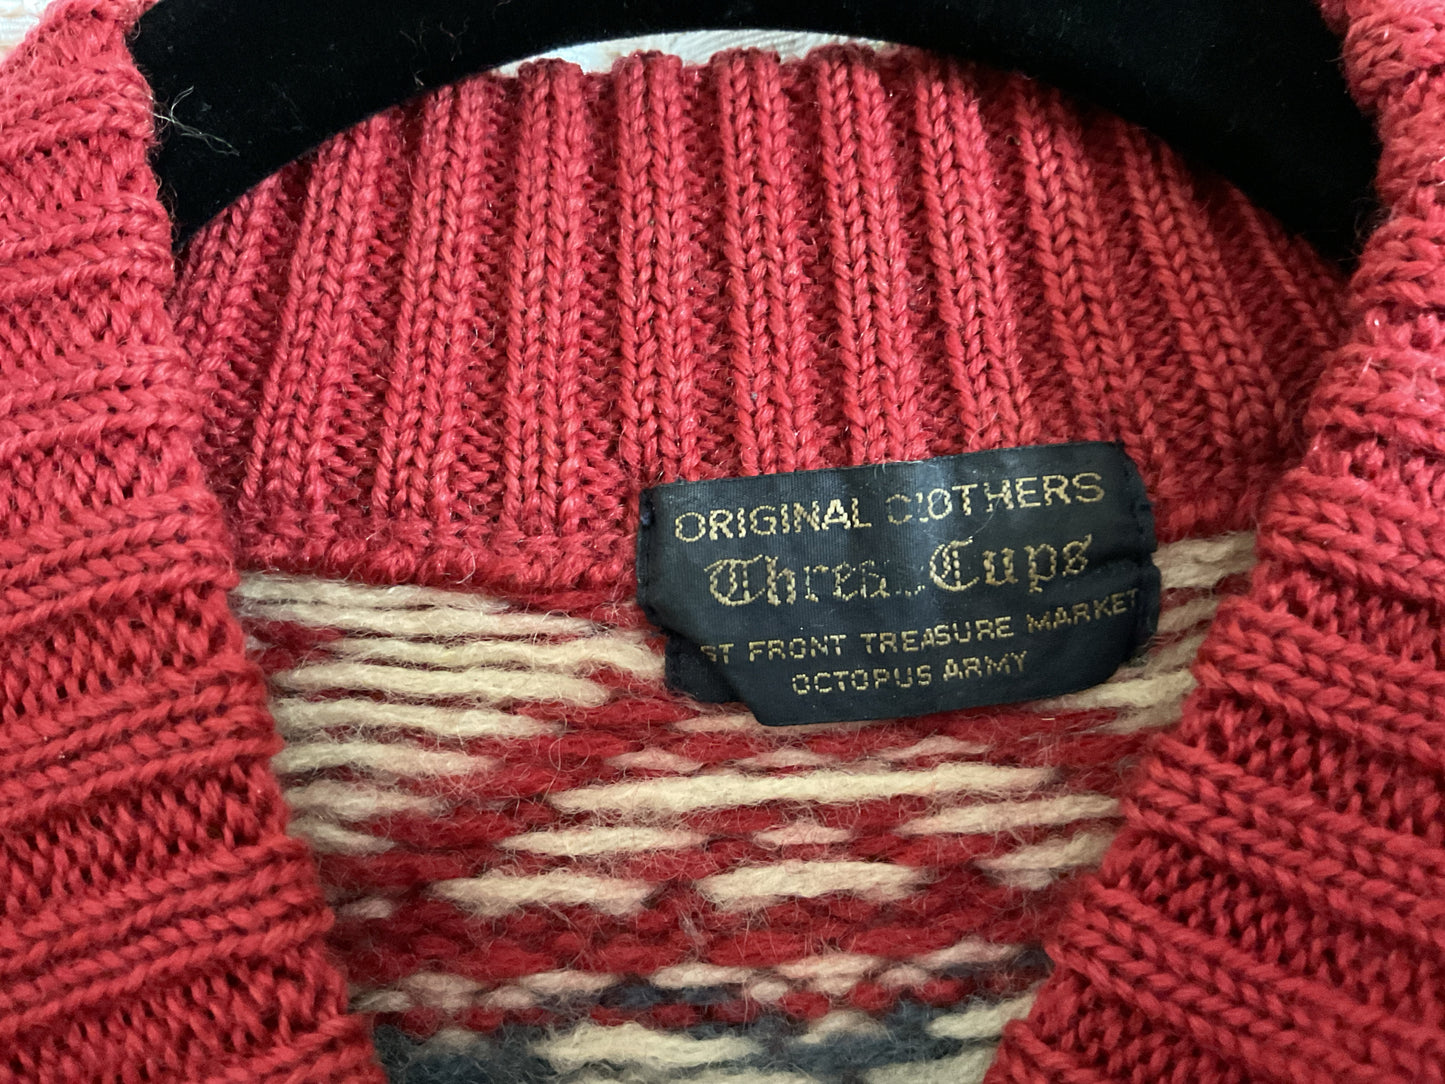 ORIGINAL CLOTHERS
Three Cups
ST FRONT TREASURE MARKET
OCTOPUS ARMY